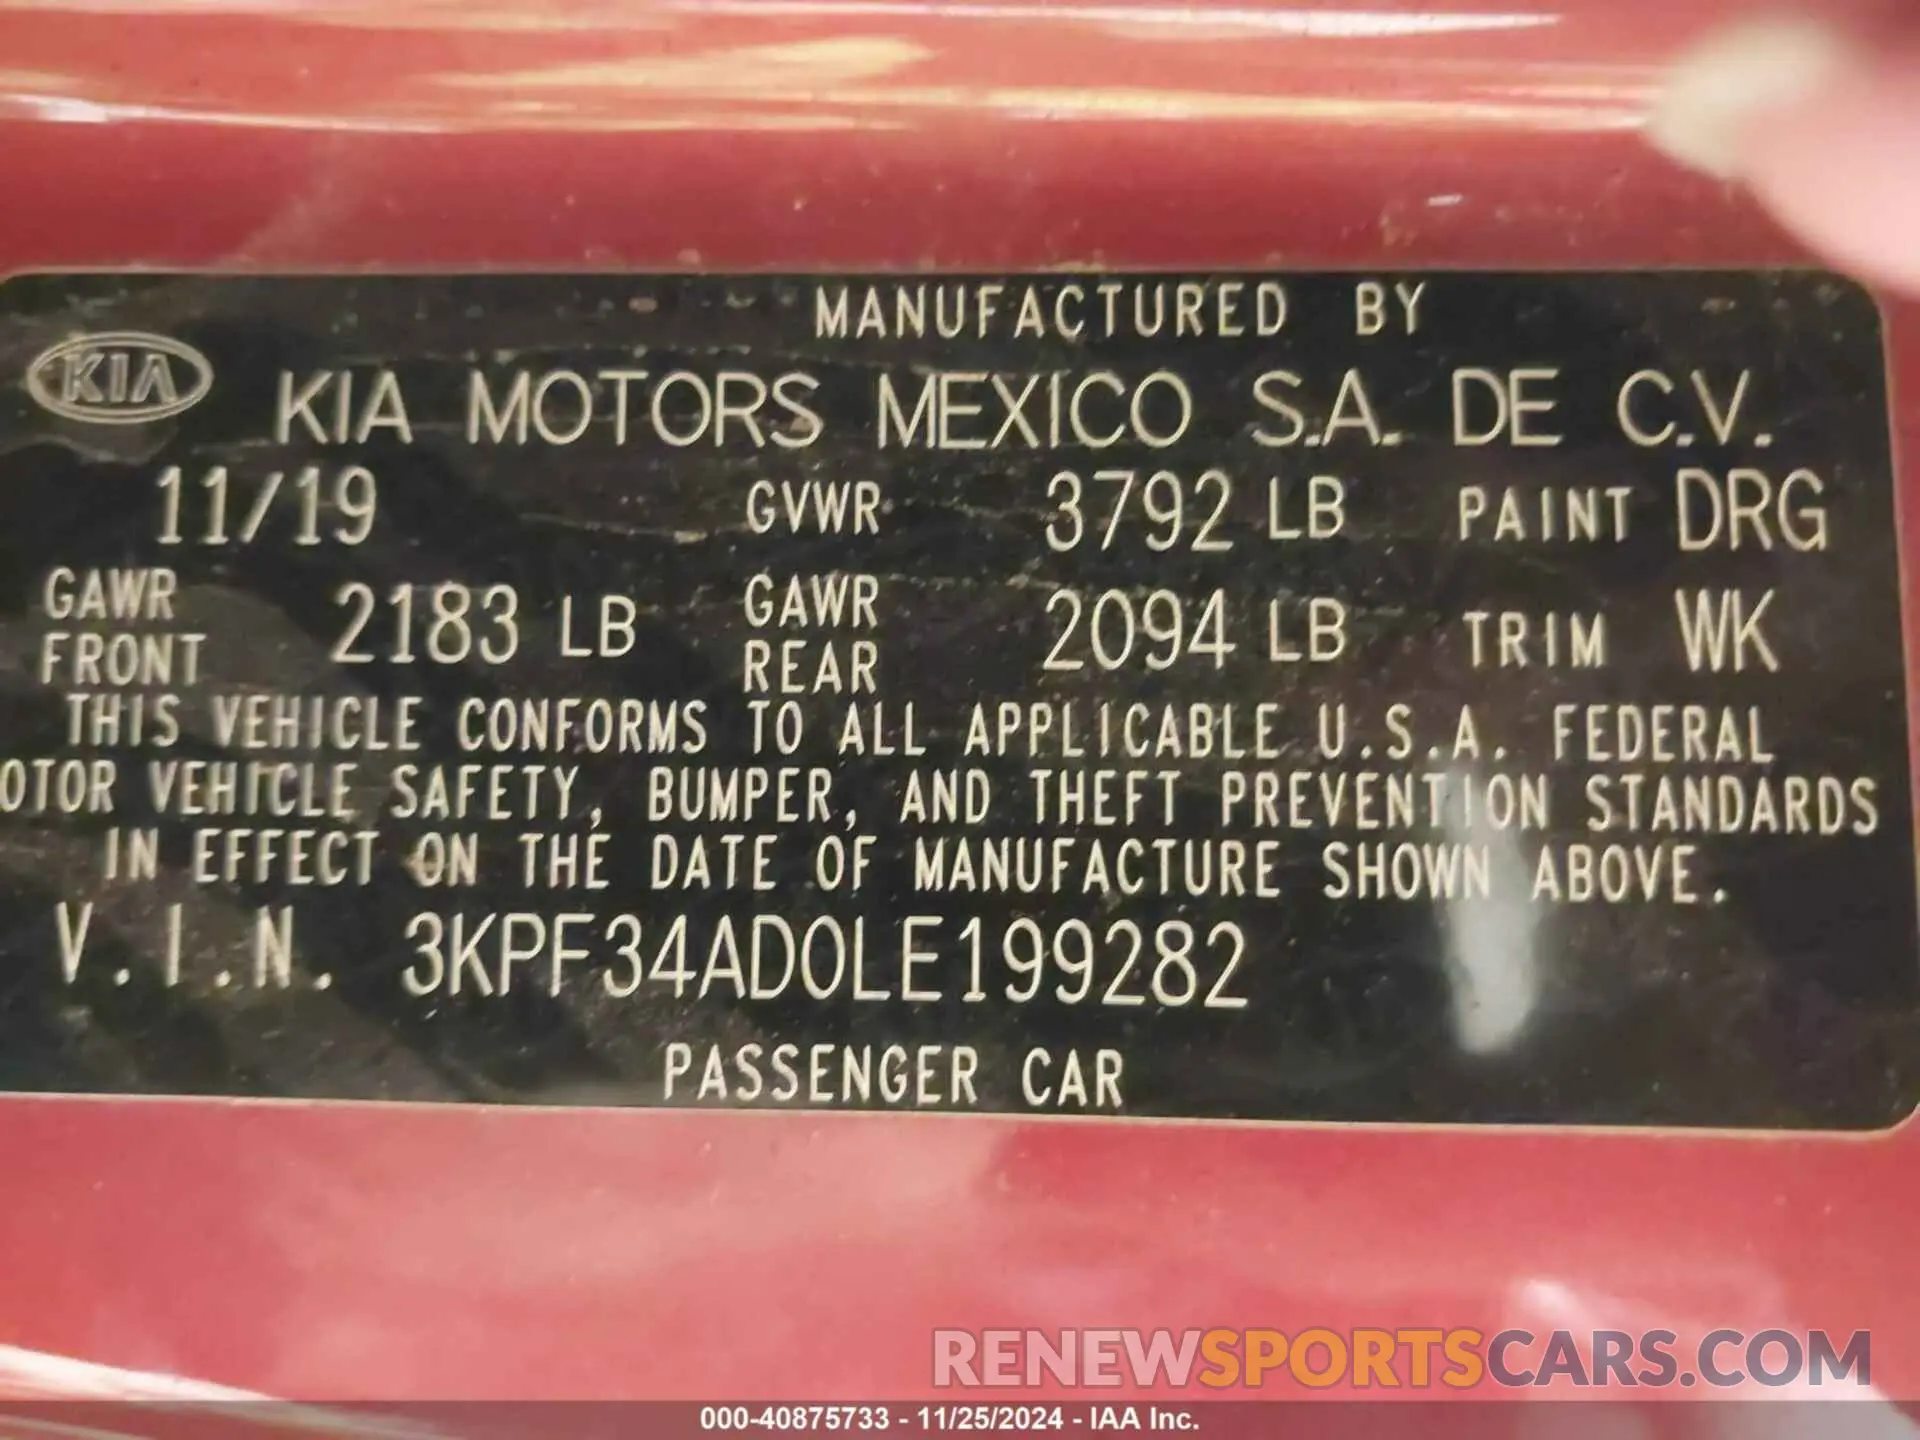 MANUFACTURED BY
KIA KIA MOTORS MEXICO S.A. DE C.V.
11/19 GVWR 3792 LB PAINT DRG
GAWR FRONT 2183 LB GAWR REAR 2094 LB TRIM WK
THIS VEHICLE CONFORMS TO ALL APPLICABLE U.S.A. FEDERAL
OTOR VEHICLE SAFETY, BUMPER, AND THEFT PREVENTION STANDARDS
IN EFFECT ON THE DATE OF MANUFACTURE SHOWN ABOVE.
V.I.N. 3KPF34AD0LE199282
PASSENGER CAR
RENEWSPORTSCARS.COM
000-40875733 - 11/25/2024 - IAA Inc.